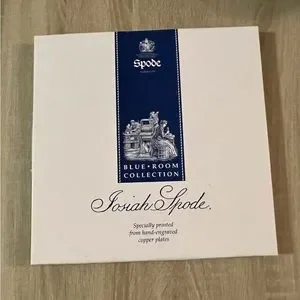 Spode
BLUE • ROOM
COLLECTION
Josiah Spode.
Specially printed
from hand-engraved
copper plates